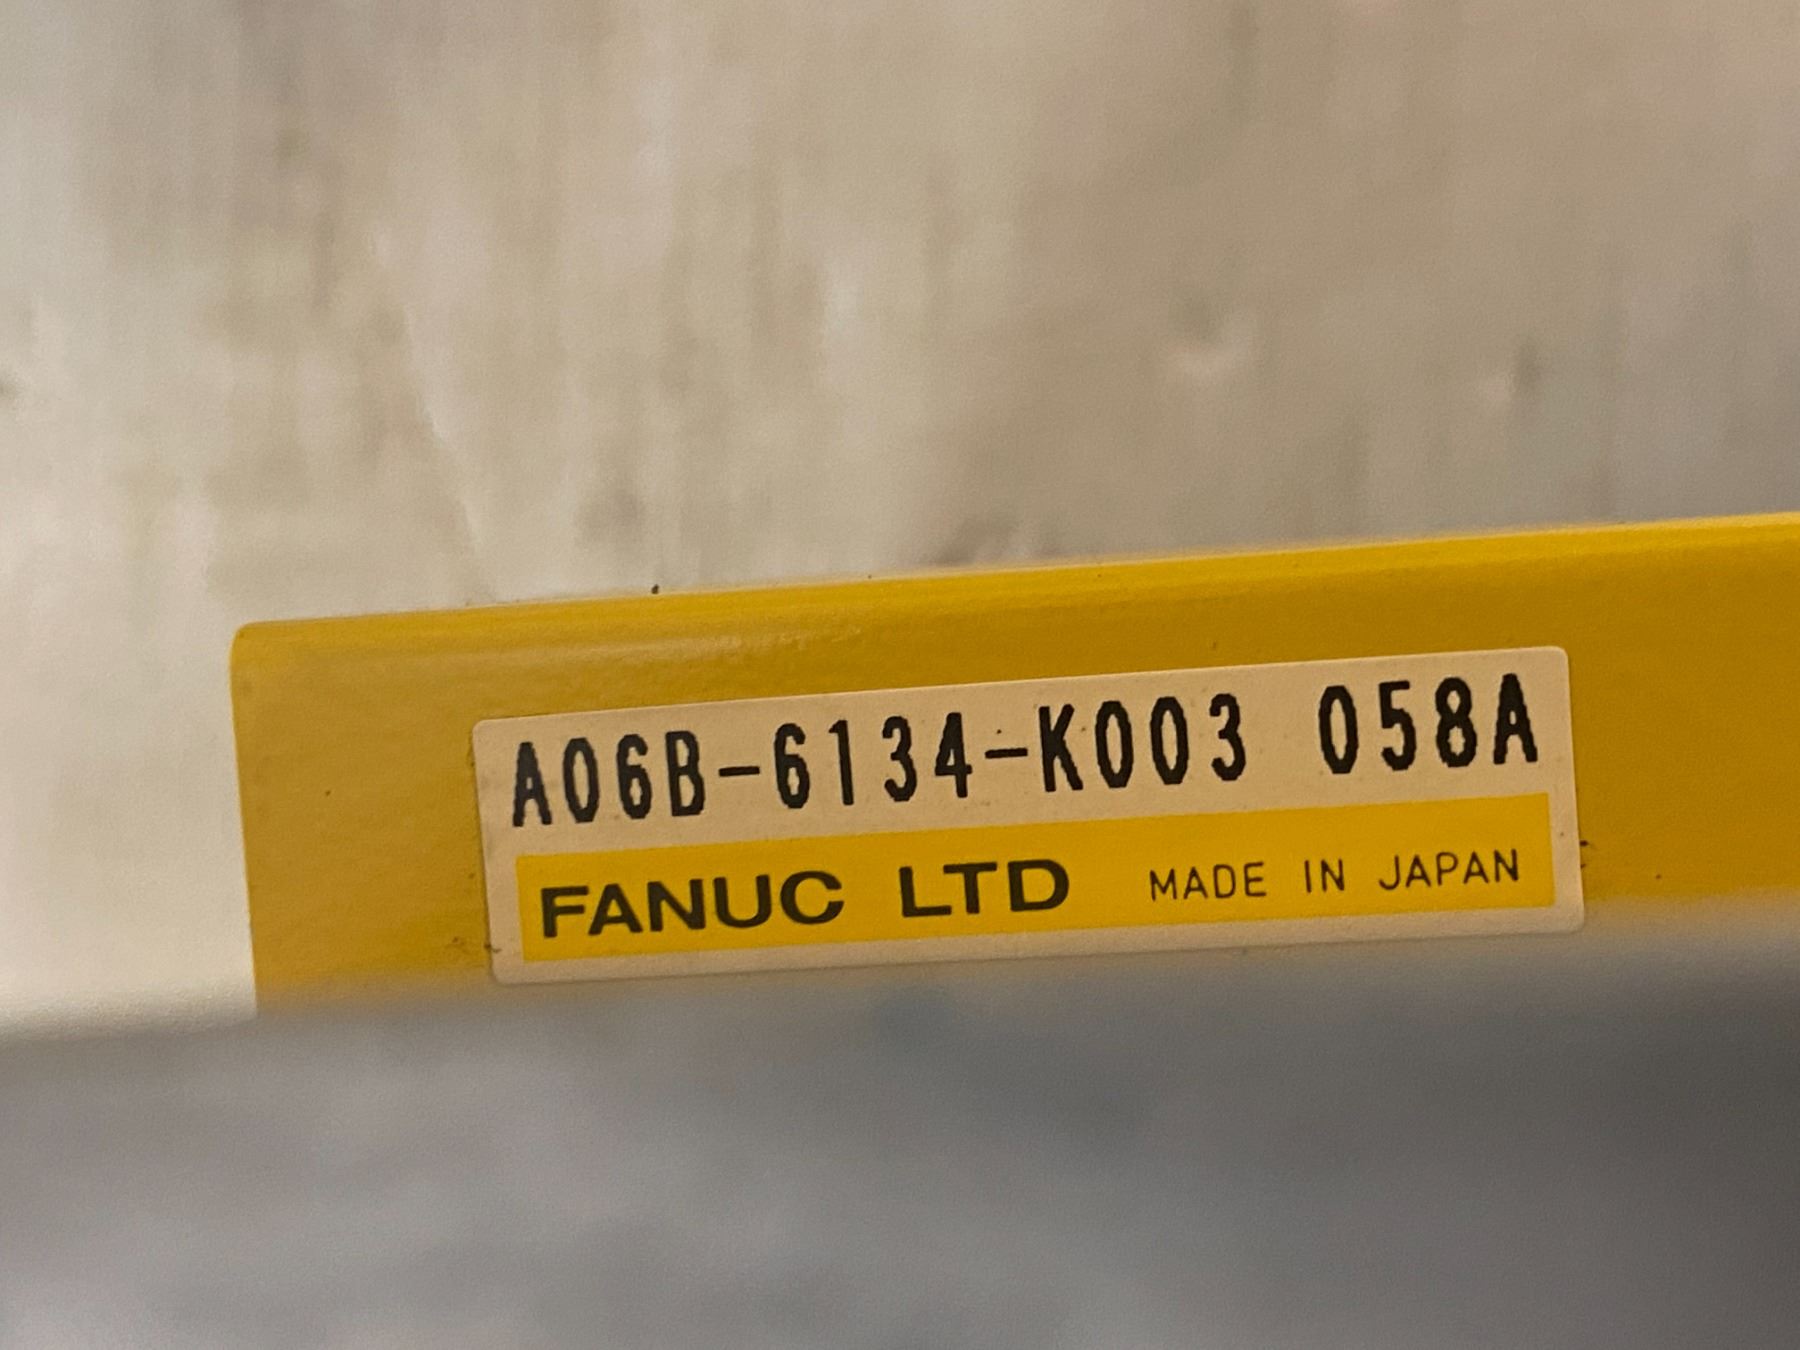 A06B-6134-K003 058A
FANUC LTD MADE IN JAPAN